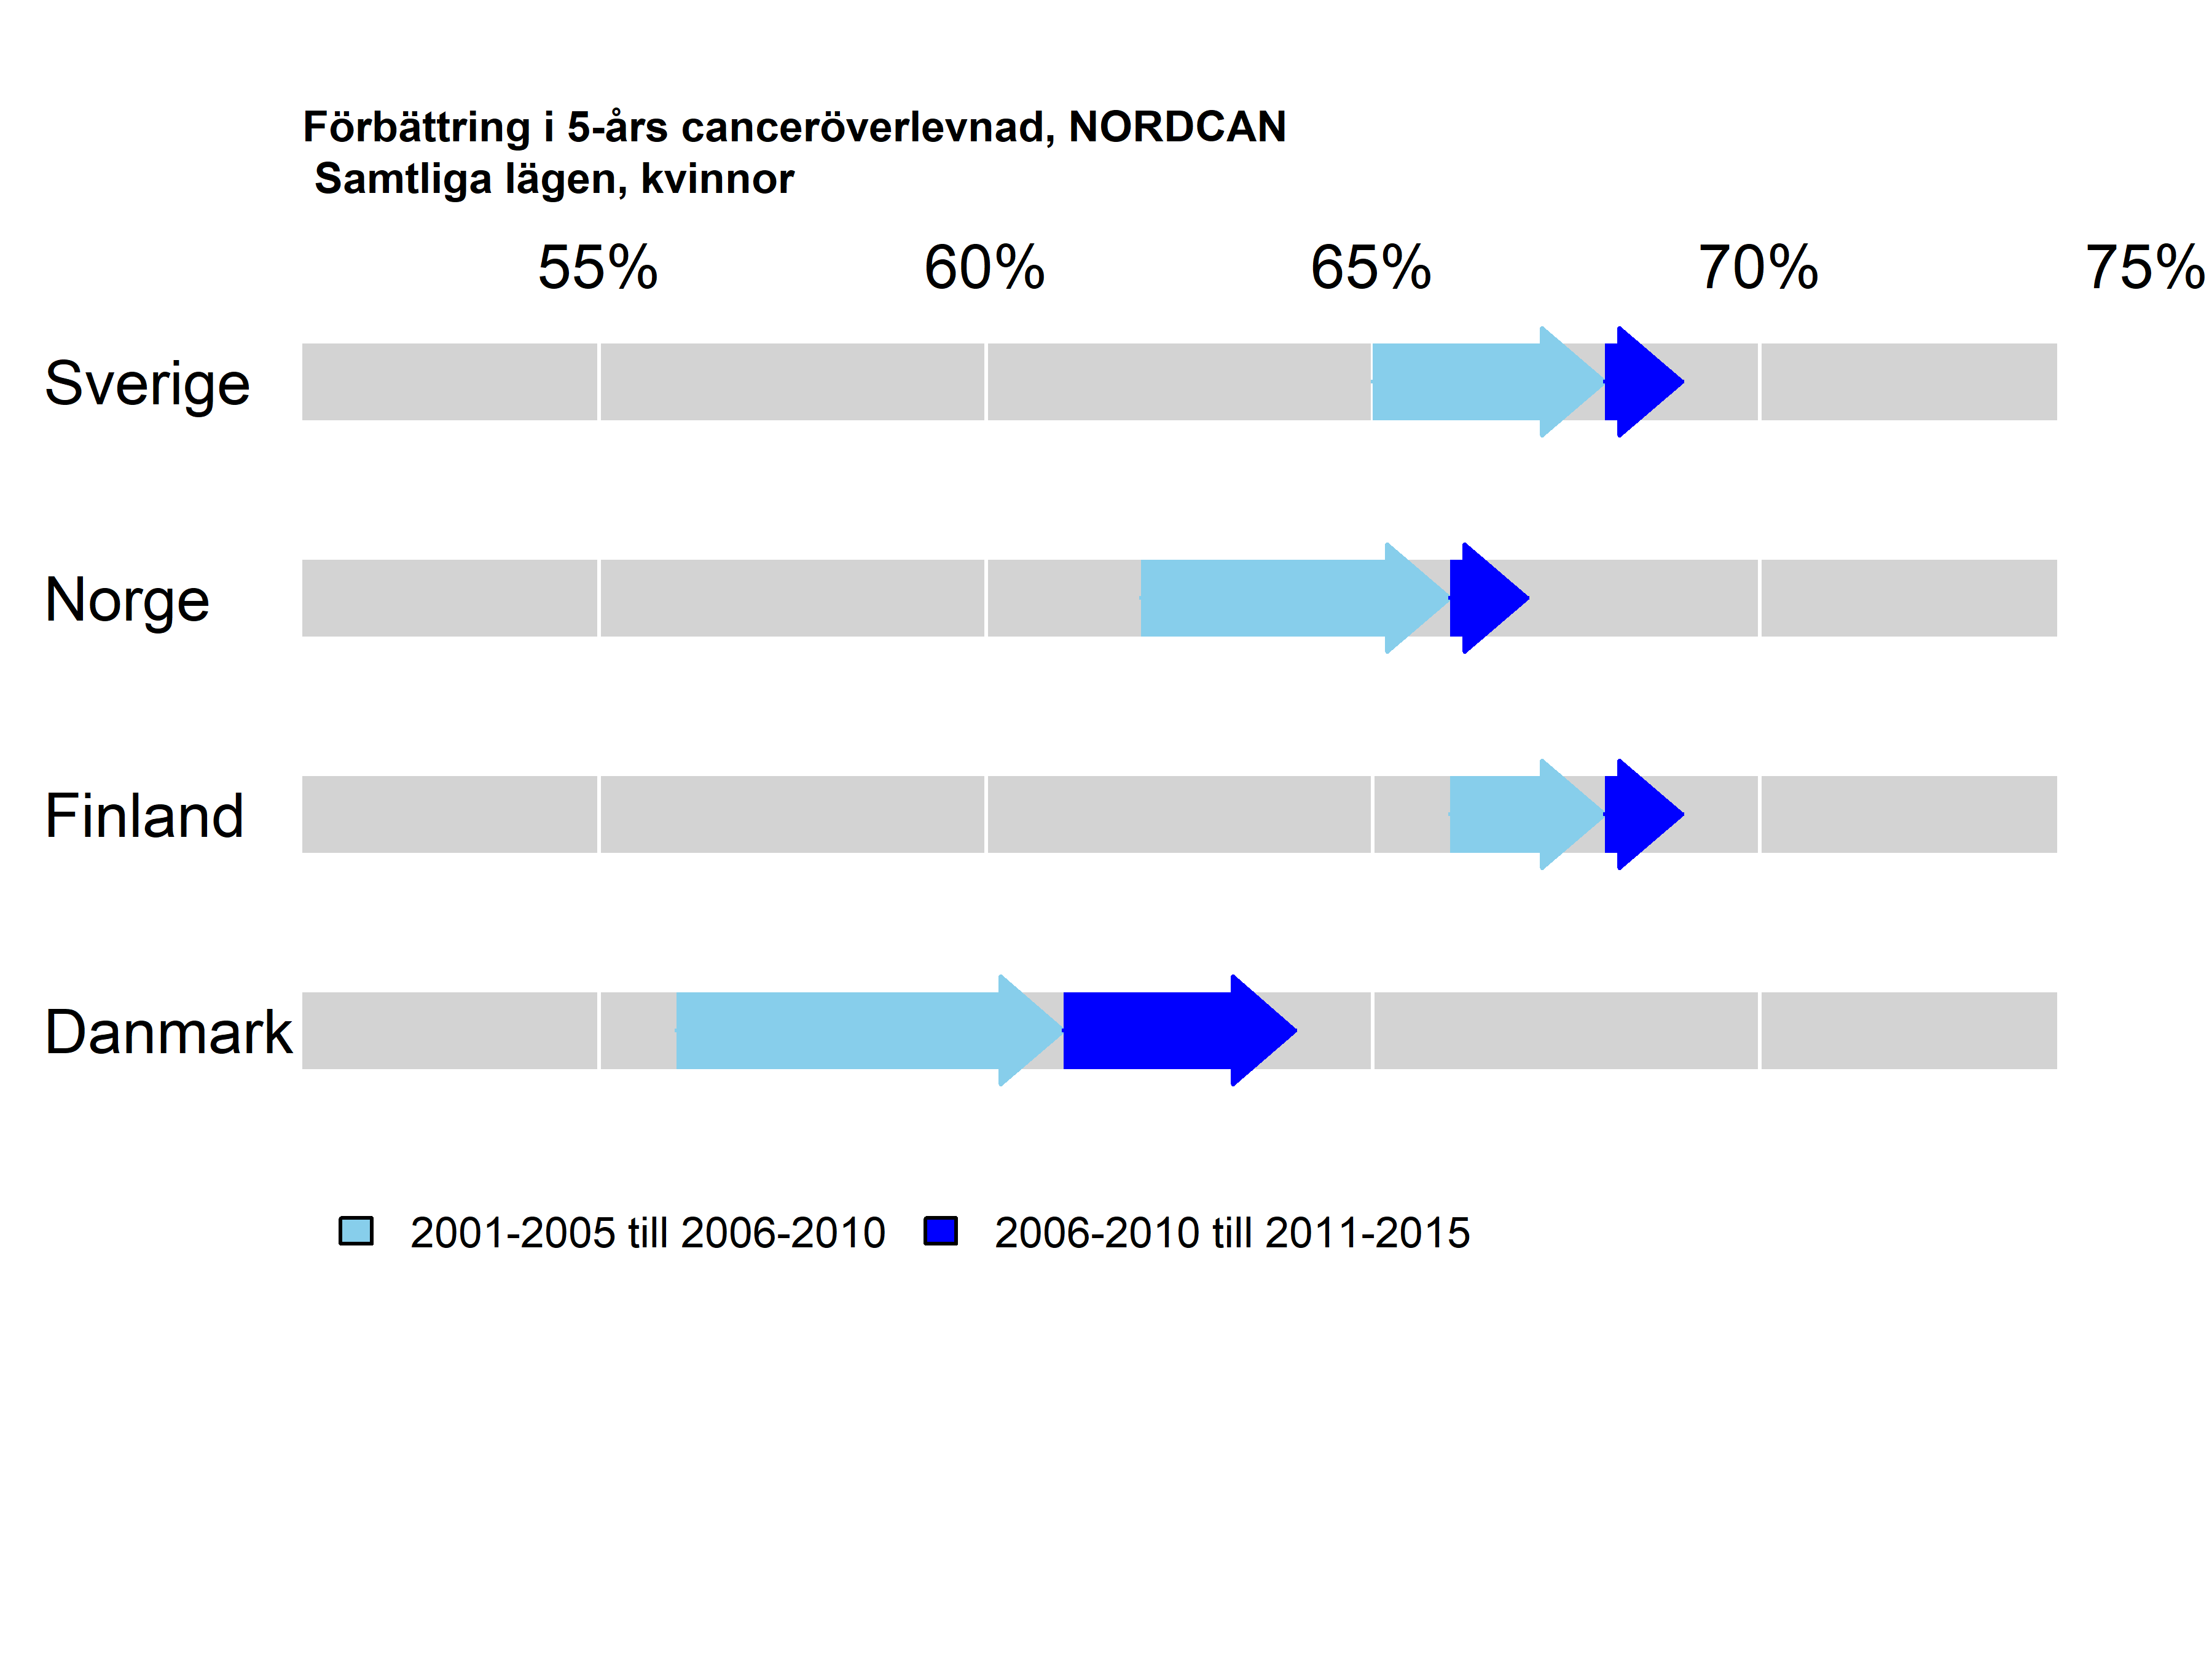 Förbättring i 5-års canceröverlevnad, NORDCAN
Samtliga lägen, kvinnor
55% 60% 65% 70% 75%
Sverige
Norge
Finland
Danmark
2001-2005 till 2006-2010 2006-2010 till 2011-2015